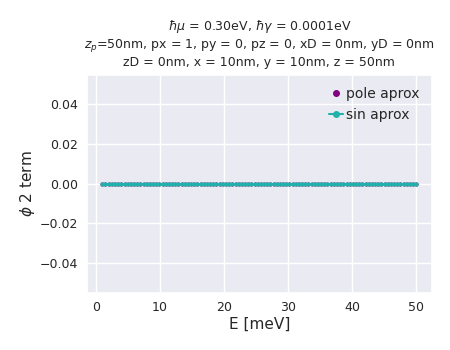 ħμ = 0.30eV, ħγ = 0.0001eV
z_p=50nm, px = 1, py = 0, pz = 0, xD = 0nm, yD = 0nm
zD = 0nm, x = 10nm, y = 10nm, z = 50nm
pole aprox
sin aprox
0.04
0.02
0.00
−0.02
−0.04
ϕ 2 term
0 10 20 30 40 50
E [meV]